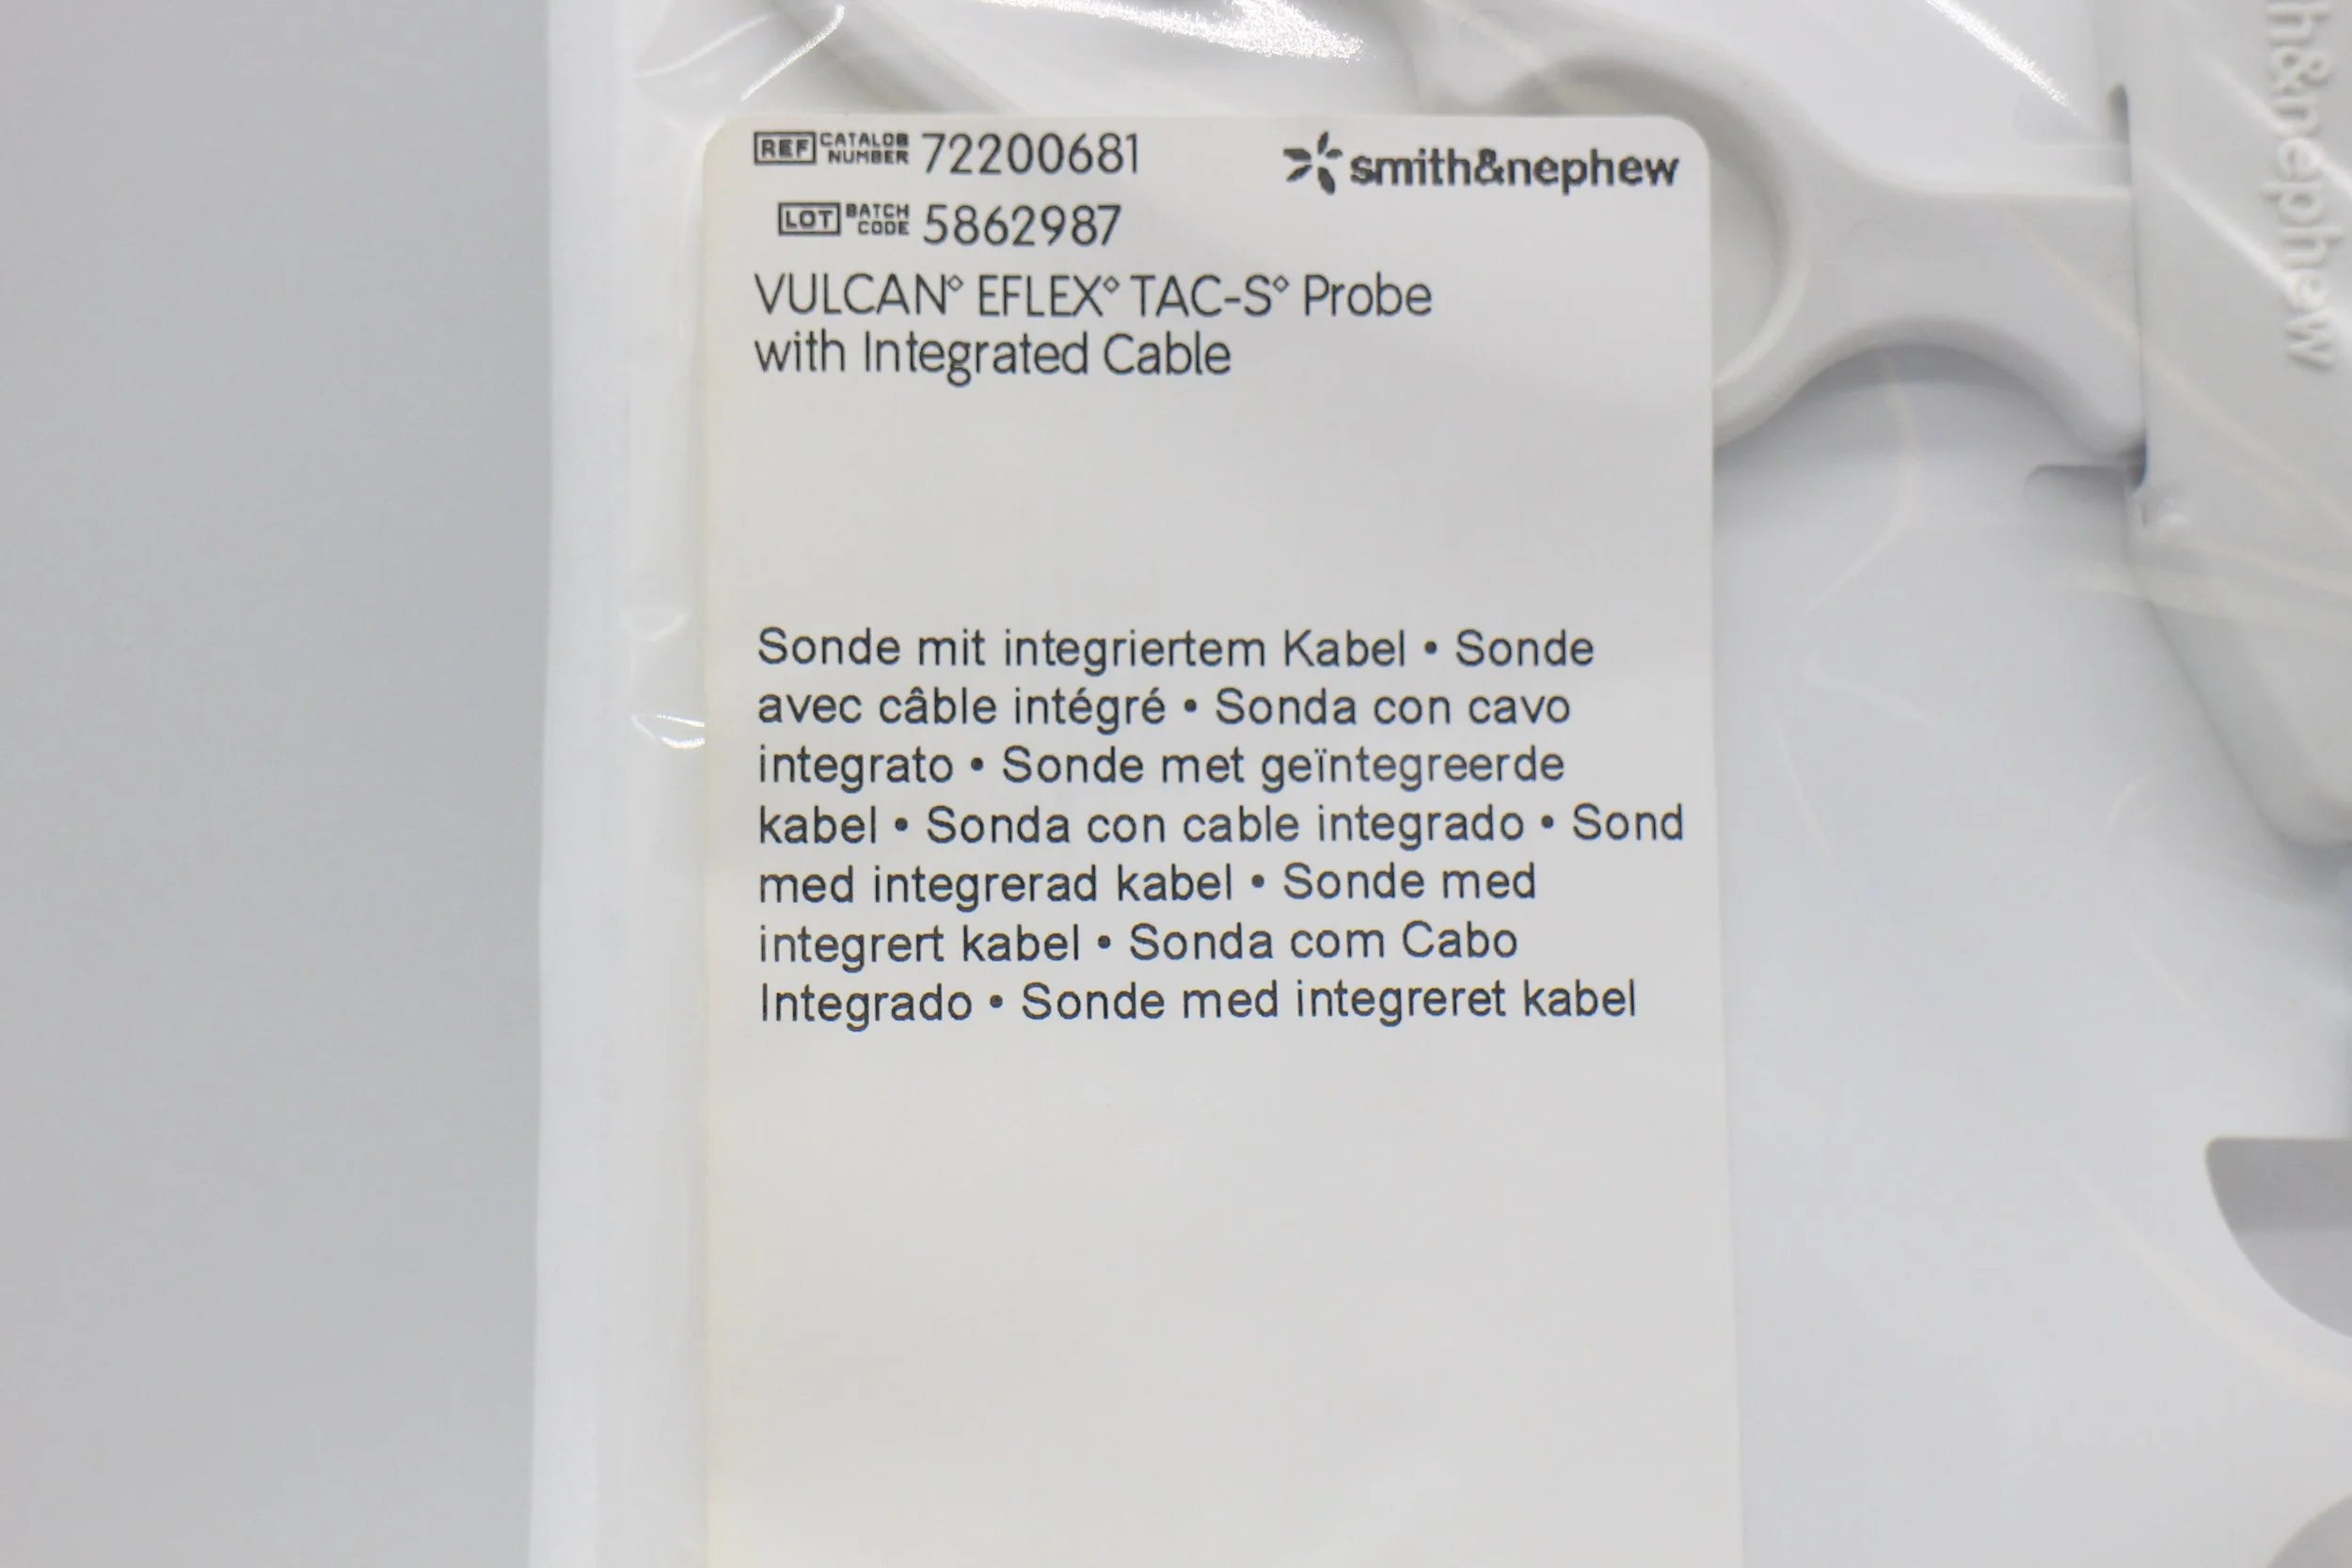 REF CATALOG NUMBER 72200681
smith&nephew
LOT BATCH CODE 5862987
VULCAN◊ EFLEX◊ TAC-S◊ Probe
with Integrated Cable
Sonde mit integriertem Kabel • Sonde
avec câble intégré • Sonda con cavo
integrato • Sonde met geïntegreerde
kabel • Sonda con cable integrado • Sond
med integrerad kabel • Sonde med
integrert kabel • Sonda com Cabo
Integrado • Sonde med integreret kabel
h&nephew